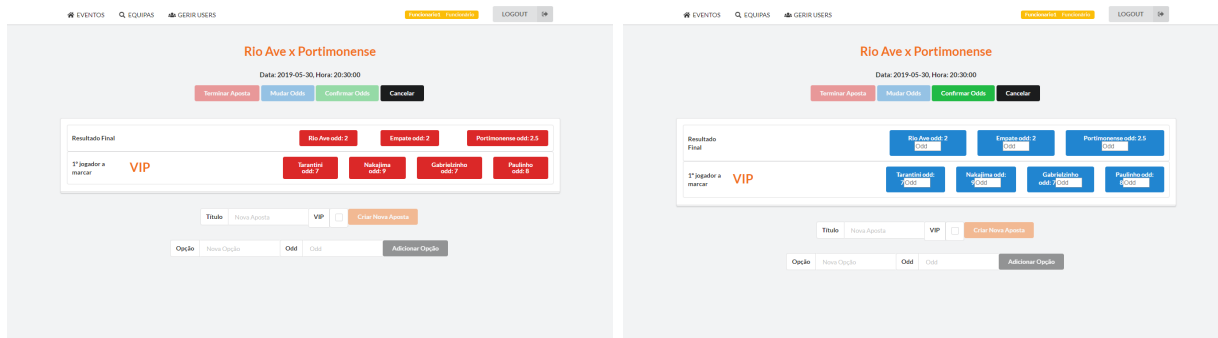 EVENTOS EQUIPAS GERIR USERS Funcionario1 Funcionário LOGOUT
Rio Ave x Portimonense
Data: 2019-05-30, Hora: 20:30:00
Terminar Aposta Mudar Odds Confirmar Odds Cancelar
Resultado Final Rio Ave odd: 2 Empate odd: 2 Portimonense odd: 2.5
1º jogador a
marcar
VIP
Tarantini
odd: 7
Nakajima
odd: 9
Gabrielzinho
odd: 7
Paulinho
odd: 8
Título Nova Aposta VIP Criar Nova Aposta
Opção Nova Opção Odd Odd Adicionar Opção
EVENTOS EQUIPAS GERIR USERS Funcionario1 Funcionário LOGOUT
Rio Ave x Portimonense
Data: 2019-05-30, Hora: 20:30:00
Terminar Aposta Mudar Odds Confirmar Odds Cancelar
Resultado
Final
Rio Ave odd: 2
Odd
Empate odd: 2
Odd
Portimonense odd: 2.5
Odd
1º jogador a
marcar
VIP
Tarantini odd:
7 Odd
Nakajima odd:
9 Odd
Gabrielzinho
odd: 7 Odd
Paulinho odd:
8 Odd
Título Nova Aposta VIP Criar Nova Aposta
Opção Nova Opção Odd Odd Adicionar Opção